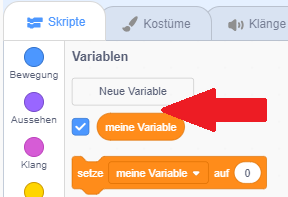 Skripte Kostüme Klänge
Variablen
Bewegung
Neue Variable
Aussehen
meine Variable
Klang
setze meine Variable auf 0